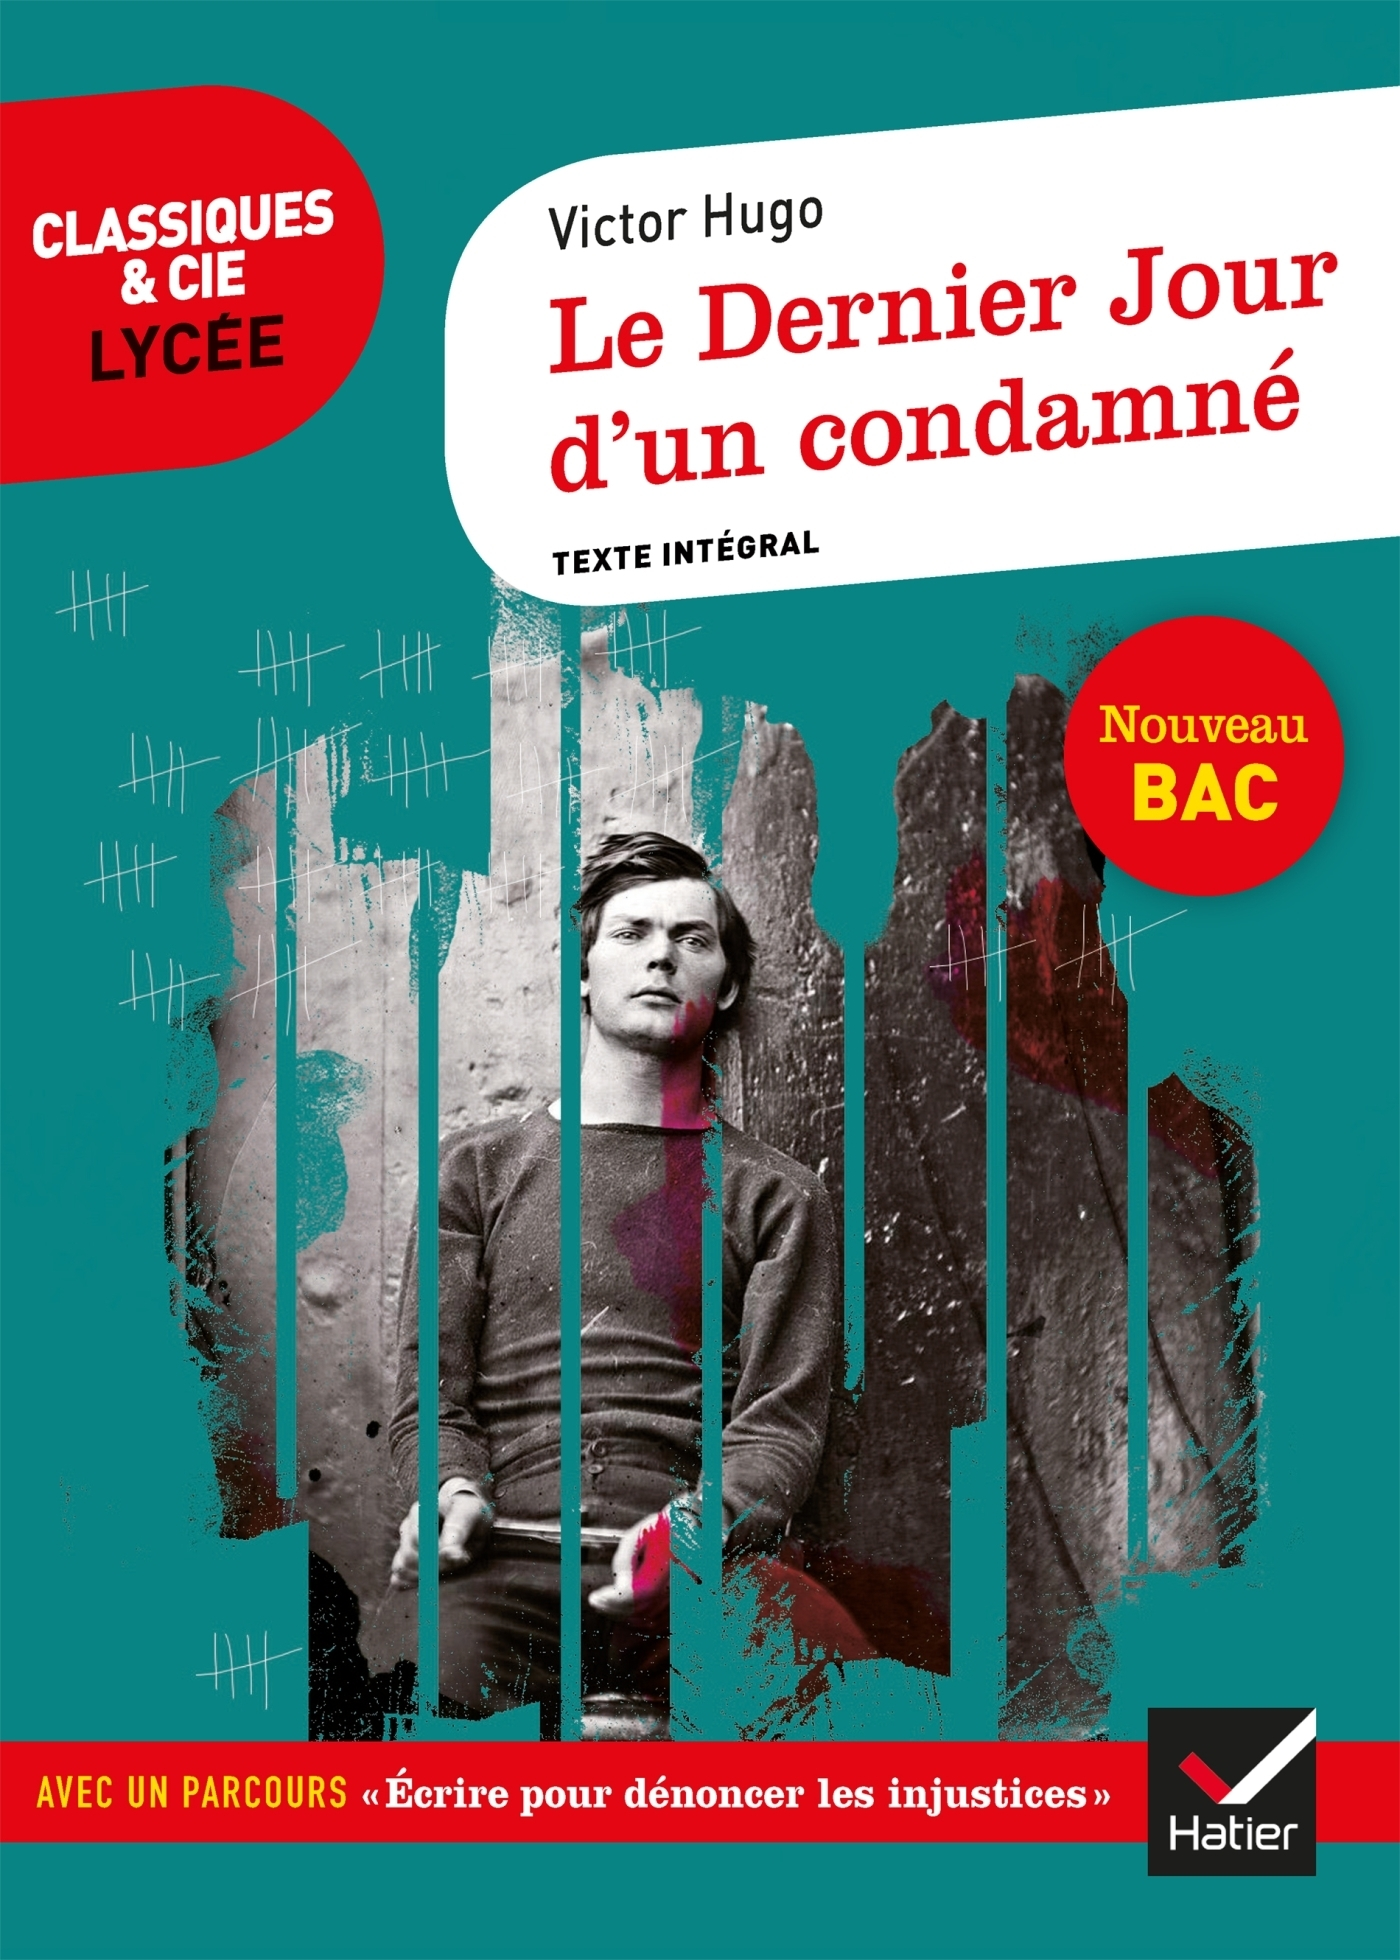 CLASSIQUES
& CIE
LYCÉE
Victor Hugo
Le Dernier Jour
d'un condamné
TEXTE INTÉGRAL
Nouveau
BAC
AVEC UN PARCOURS « Écrire pour dénoncer les injustices »
Hatier